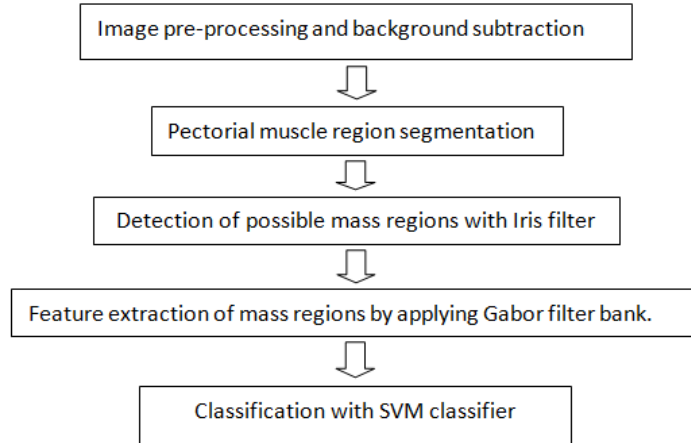 Image pre-processing and background subtraction
Pectorial muscle region segmentation
Detection of possible mass regions with Iris filter
Feature extraction of mass regions by applying Gabor filter bank.
Classification with SVM classifier